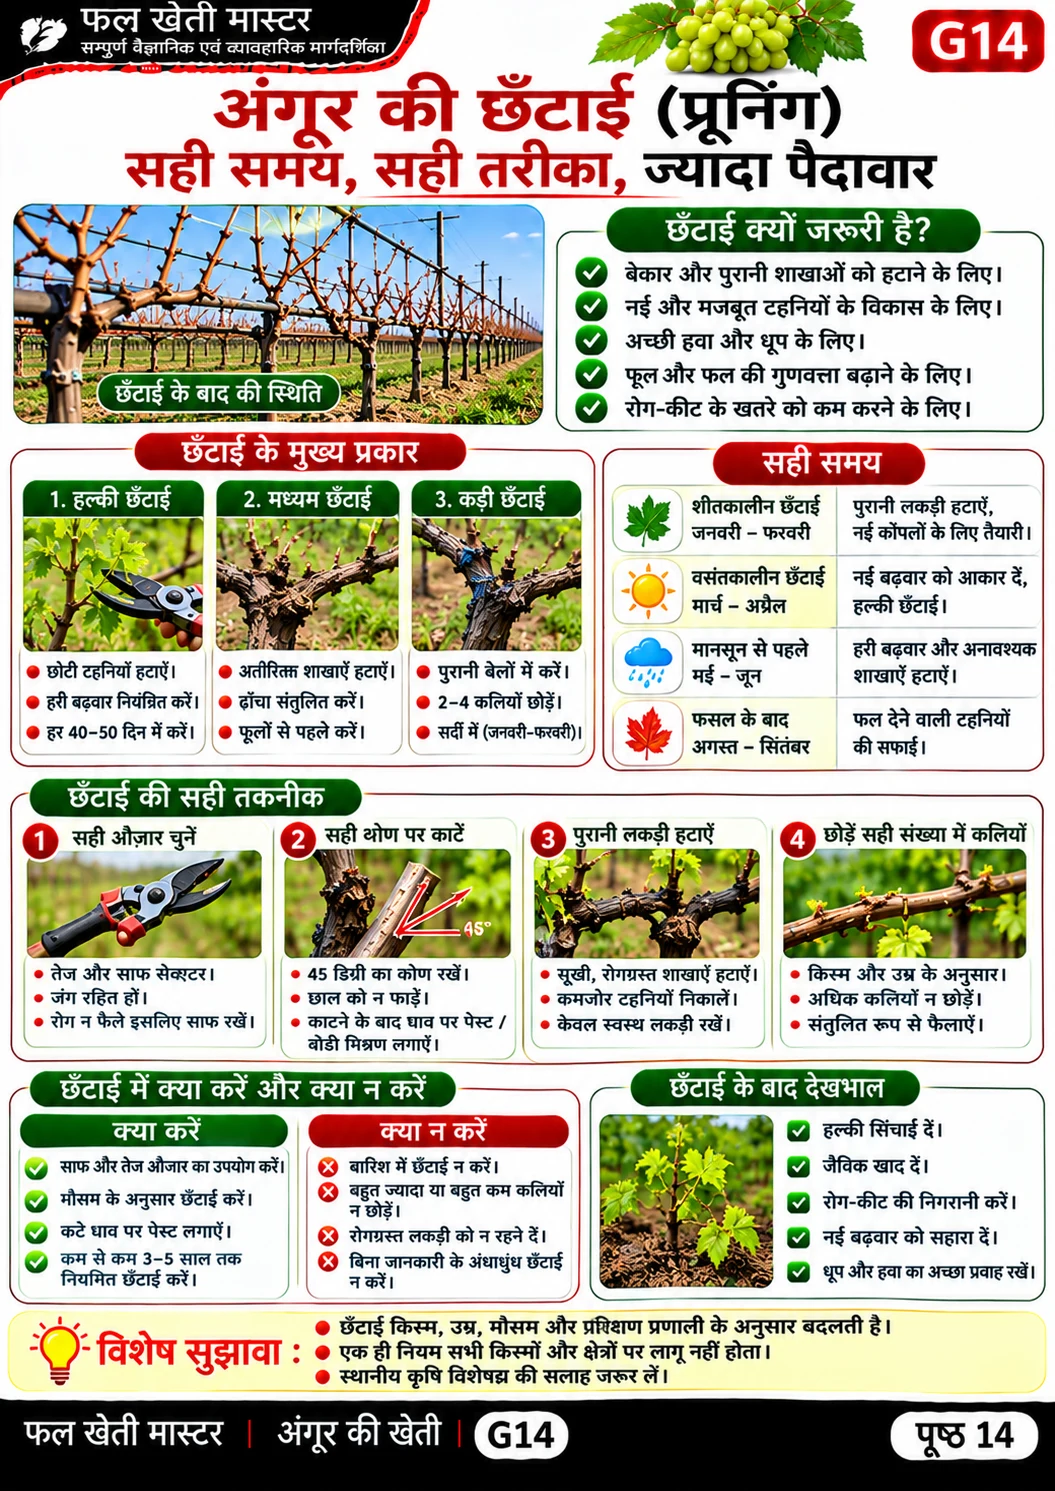 फल खेती मास्टर
सम्पुर्ण वैज्ञानिक एवं व्यावहारिक मार्गदर्शिका
G14
अंगूर की छँटाई (प्रूनिंग)
सही समय, सही तरीका, ज्यादा पैदावार
छँटाई के बाद की स्थिति
छँटाई क्यों जरूरी है?
बेकार और पुरानी शाखाओं को हटाने के लिए।
नई और मजबूत टहनियों के विकास के लिए।
अच्छी हवा और धूप के लिए।
फूल और फल की गुणवत्ता बढ़ाने के लिए।
रोग-कीट के खतरे को कम करने के लिए।
छँटाई के मुख्य प्रकार
1. हल्की छँटाई
छोटी टहनियाँ हटाएँ।
हरी बढ़वार नियंत्रित करें।
हर 40-50 दिन में करें।
2. मध्यम छँटाई
शाखाएँ हटाएँ।
ढाँचा संतुलित करें।
फूलों से पहले करें।
3. कड़ी छँटाई
पुरानी बेलों में करें।
2-4 कलियाँ छोड़ें।
सर्दी में (जनवरी-फरवरी)।
सही समय
शीतकालीन छँटाई
जनवरी – फरवरी
पुरानी लकड़ी हटाएँ,
नई कोंपलों के लिए तैयारी।
वसंतकालीन छँटाई
मार्च – अप्रैल
नई बढ़वार को आकार दें,
हल्की छँटाई।
मानसून से पहले
मई – जून
हरी बढ़वार और अनावश्यक
शाखाएँ हटाएँ।
फसल के बाद
अगस्त – सितंबर
फल देने वाली टहनियों
की सफाई।
छँटाई की सही तकनीक
1 सही औज़ार चुनें
तेज और साफ
जंग रहित हों।
रोग न फैले इसलिए साफ रखें।
2 सही थोण पर काटें
45°
45 डिग्री का कोण रखें।
छाल को न फाड़ें।
काटने के बाद घाव पर पेस्ट /
बोडी मिश्रण लगाएँ।
3 पुरानी लकड़ी हटाएँ
सूखी, रोगग्रस्त शाखाएँ हटाएँ।
कमजोर टहनियाँ निकालें।
केवल स्वस्थ लकड़ी रखें।
4 छोड़ें सही संख्या में कलियाँ
किस्म और उम्र के अनुसार।
अधिक कलियाँ न छोड़ें।
संतुलित रूप से फैलाएँ।
छँटाई में क्या करें और क्या न करें
क्या करें
साफ और तेज औजार का उपयोग करें।
मौसम के अनुसार छँटाई करें।
कटे घाव पर पेस्ट लगाएँ।
कम से कम 3-5 साल तक
नियमित छँटाई करें।
क्या न करें
बारिश में छँटाई न करें।
बहुत ज्यादा या बहुत कम कलियाँ
न छोड़ें।
रोगग्रस्त लकड़ी को न रहने दें।
बिना जानकारी के अंधाधुंध छँटाई
न करें।
छँटाई के बाद देखभाल
हल्की सिंचाई दें।
जैविक खाद दें।
रोग-कीट की निगरानी करें।
नई बढ़वार को सहारा दें।
धूप और हवा का अच्छा प्रवाह रखें।
विशेष सुझावा :
छँटाई किस्म, उम्र, मौसम और प्रणाली के अनुसार बदलती है।
एक ही नियम सभी किस्मों और क्षेत्रों पर लागू नहीं होता।
स्थानीय कृषि विशेषज्ञ की सलाह जरूर लें।
फल खेती मास्टर | अंगूर की खेती | G14
पृष्ठ 14